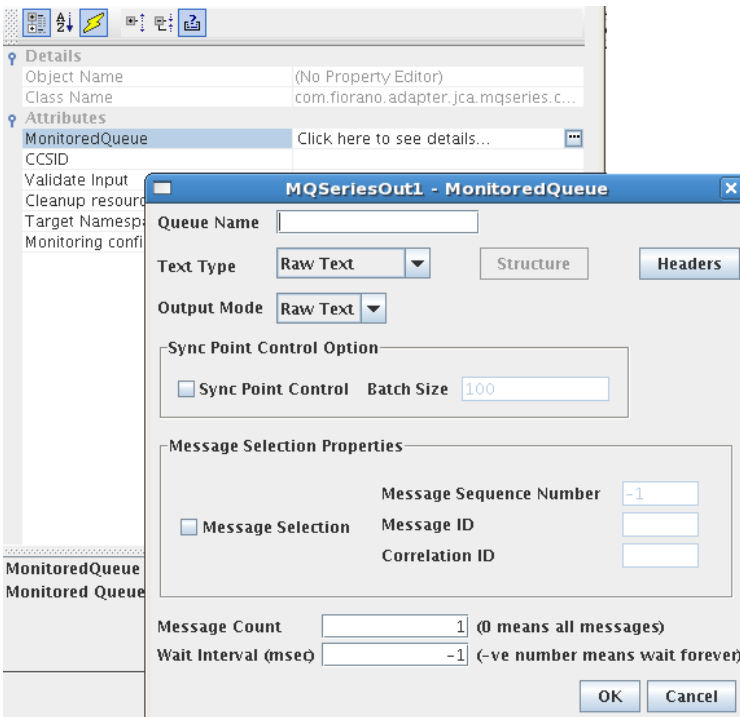 Details
Object Name (No Property Editor)
Class Name com.fiorano.adapter.jca.mqseries.c...
Attributes
MonitoredQueue Click here to see details...
CCSID
Validate Input
Cleanup resourc
Target Namespa
Monitoring confi
MQSeriesOut1 - MonitoredQueue
Queue Name
Text Type Raw Text Structure Headers
Output Mode Raw Text
Sync Point Control Option
Sync Point Control Batch Size 100
Message Selection Properties
Message Sequence Number -1
Message Selection Message ID
Correlation ID
MonitoredQueue
Monitored Queue
Message Count 1 (0 means all messages)
Wait Interval (msec) -1 (-ve number means wait forever)
OK Cancel